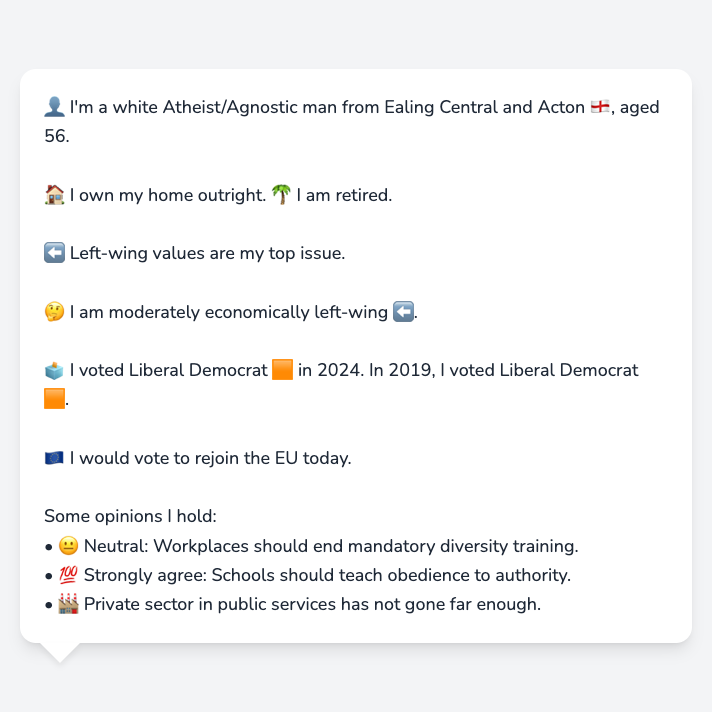 👤 I'm a white Atheist/Agnostic man from Ealing Central and Acton 🏴󠁧󠁢󠁥󠁮󠁧󠁿, aged
56.
🏠 I own my home outright. 🌴 I am retired.
⬅️ Left-wing values are my top issue.
🤔 I am moderately economically left-wing ⬅️.
🗳️ I voted Liberal Democrat 🟧 in 2024. In 2019, I voted Liberal Democrat
🟧.
🇪🇺 I would vote to rejoin the EU today.
Some opinions I hold:
• 😐 Neutral: Workplaces should end mandatory diversity training.
• 💯 Strongly agree: Schools should teach obedience to authority.
• 🏭 Private sector in public services has not gone far enough.